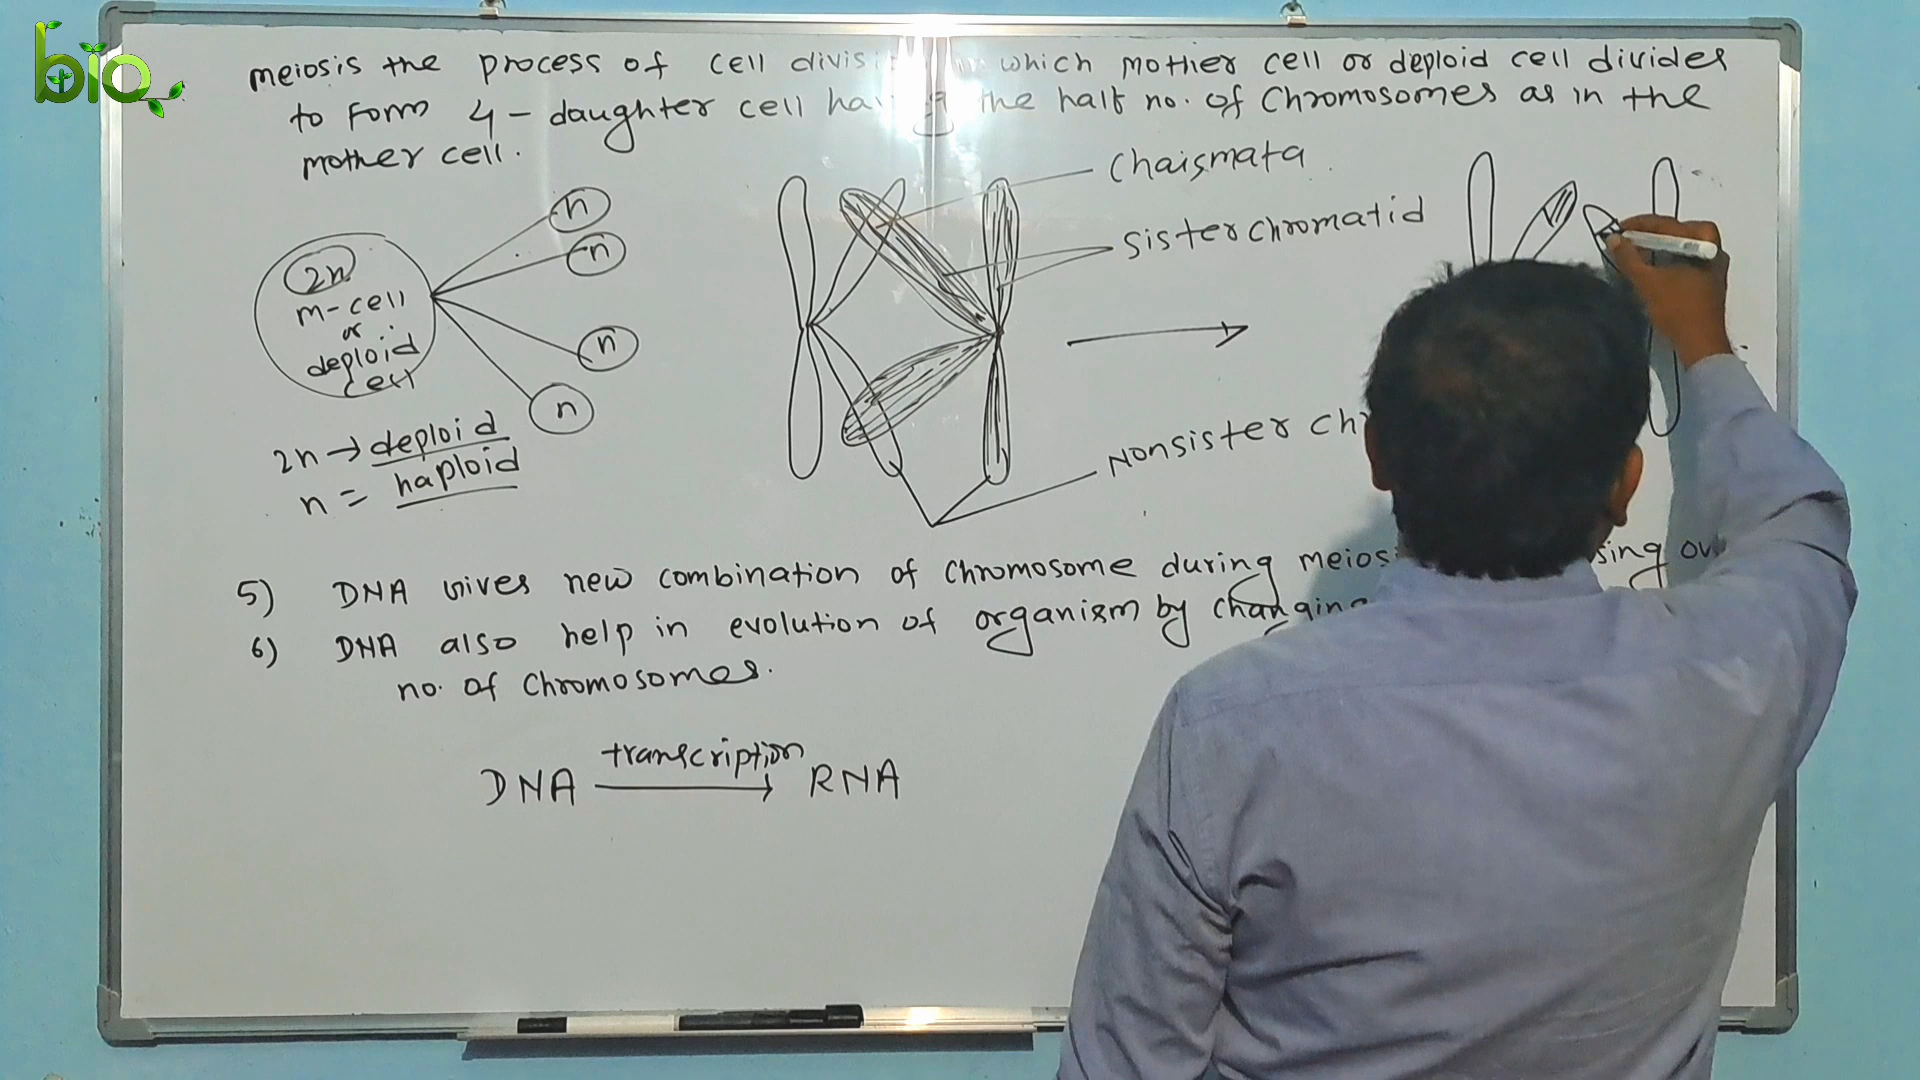 bio
meiosis the process of cell divis in which mother cell or deploid cell divides
to form 4 - daughter cell having the half no. of chromosomes as in the
mother cell.
Chaismata
sister chromatid
n
n
n
n
2n
m-cell
or
deploid
cell
2n → deploid
n = haploid
Nonsister ch
5) DNA gives new combination of chromosome during meios sing ov
6) DNA also help in evolution of organism by changing
no. of chromosomes.
transcription
DNA → RNA